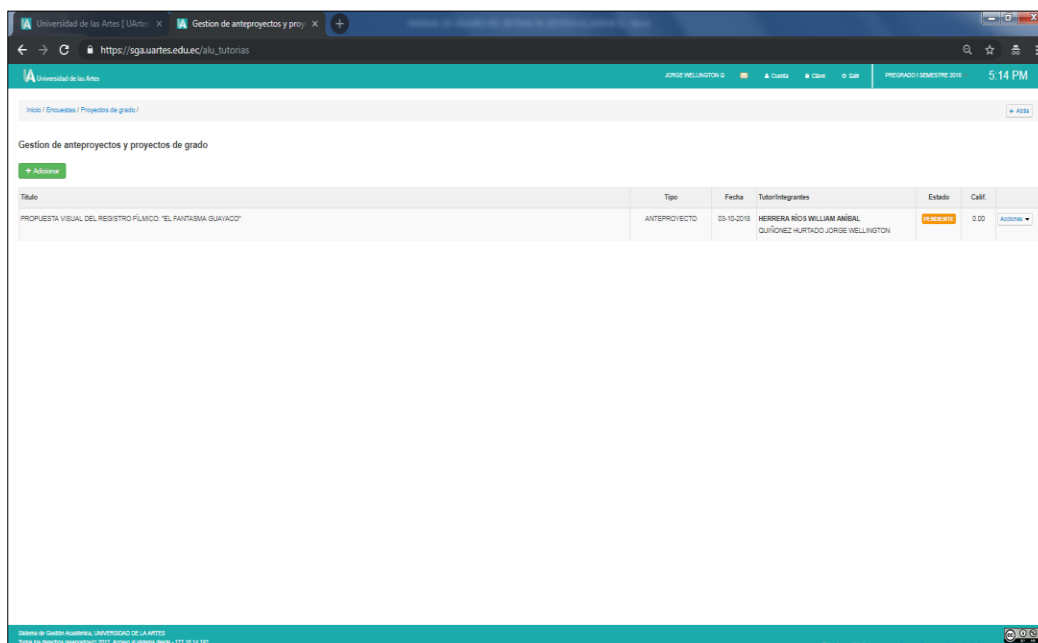 Universidad de las Artes [ UArtes
Gestion de anteproyectos y proy
https://sga.uartes.edu.ec/alu_tutorias
Universidad de las Artes
JORGE WELLINGTON Q
Cuenta
Clave
Salir
PREGRADO I SEMESTRE 2018
5:14 PM
Inicio / Encuestas / Proyectos de grado /
Atrás
Gestion de anteproyectos y proyectos de grado
+ Adicionar
Titulo Tipo Fecha Tutor/Integrantes Estado Calif.
PROPUESTA VISUAL DEL REGISTRO FÍLMICO: "EL FANTASMA GUAYACO" ANTEPROYECTO 03-10-2018 HERRERA RÍOS WILLIAM ANÍBAL PENDIENTE 0.00 Acciones
QUIÑONEZ HURTADO JORGE WELLINGTON
Sistema de Gestión Académica, UNIVERSIDAD DE LA ARTES